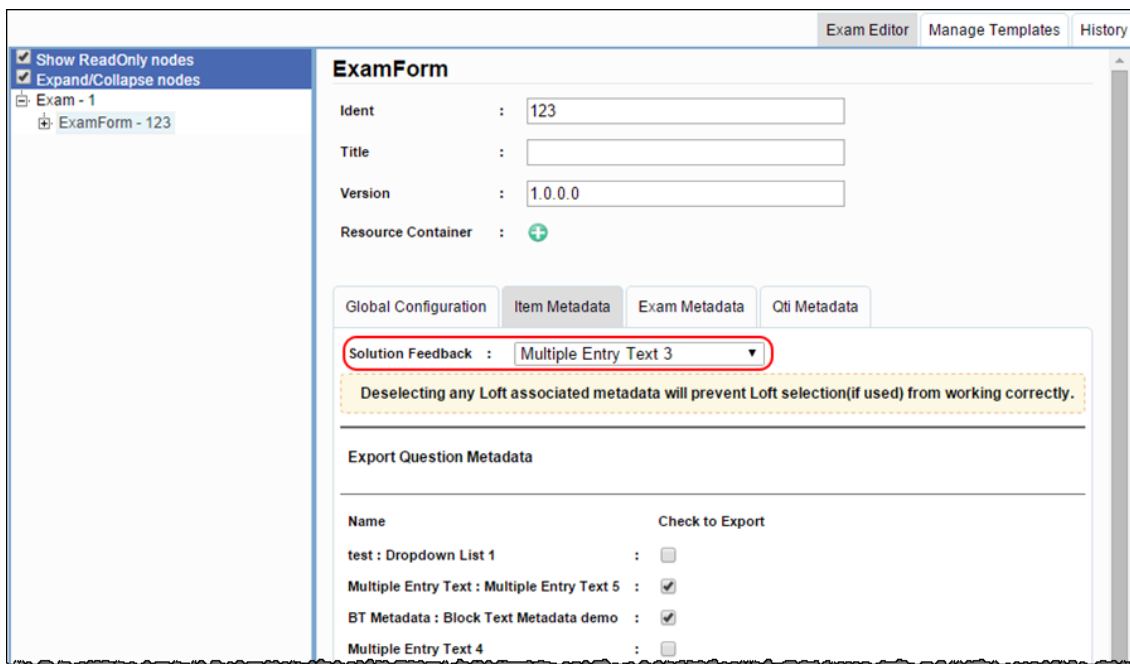 Exam Editor Manage Templates History
Show ReadOnly nodes
Expand/Collapse nodes
Exam - 1
ExamForm - 123
ExamForm
Ident : 123
Title :
Version : 1.0.0.0
Resource Container :
Global Configuration Item Metadata Exam Metadata Qti Metadata
Solution Feedback : Multiple Entry Text 3
Deselecting any Loft associated metadata will prevent Loft selection(if used) from working correctly.
Export Question Metadata
Name Check to Export
test : Dropdown List 1 :
Multiple Entry Text : Multiple Entry Text 5 :
BT Metadata : Block Text Metadata demo :
Multiple Entry Text 4 :